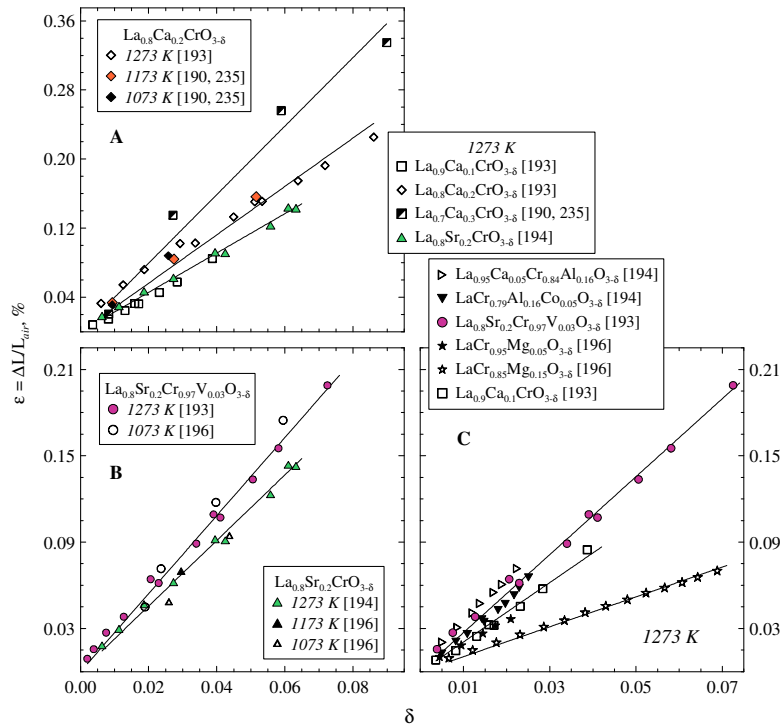 La0.8Ca0.2CrO3-δ
1273 K [193]
1173 K [190, 235]
1073 K [190, 235]
A
0.36
0.28
0.20
0.12
0.04
1273 K
La0.9Ca0.1CrO3-δ [193]
La0.8Ca0.2CrO3-δ [193]
La0.7Ca0.3CrO3-δ [190, 235]
La0.8Sr0.2CrO3-δ [194]
La0.95Ca0.05Cr0.84Al0.16O3-δ [194]
LaCr0.79Al0.16Co0.05O3-δ [194]
La0.8Sr0.2Cr0.97V0.03O3-δ [193]
LaCr0.95Mg0.05O3-δ [196]
LaCr0.85Mg0.15O3-δ [196]
La0.9Ca0.1CrO3-δ [193]
ε = ΔL/Lair, %
La0.8Sr0.2Cr0.97V0.03O3-δ
1273 K [193]
1073 K [196]
B
0.21
0.15
0.09
0.03
La0.8Sr0.2CrO3-δ
1273 K [194]
1173 K [196]
1073 K [196]
0.00 0.02 0.04 0.06 0.08
C
0.21
0.15
0.09
0.03
1273 K
0.01 0.03 0.05 0.07
δ